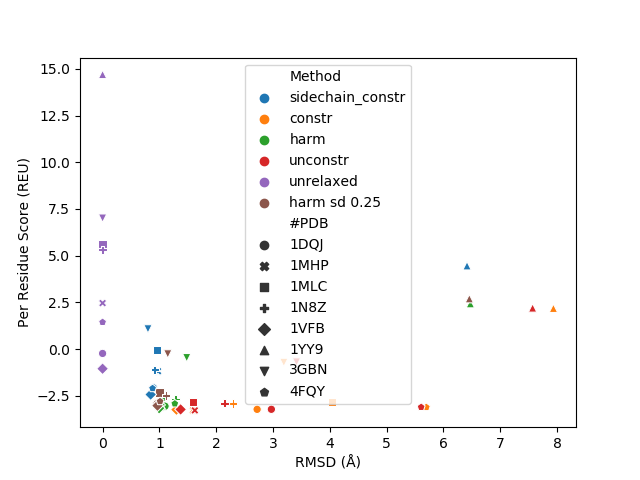 15.0
12.5
10.0
7.5
5.0
2.5
0.0
−2.5
Per Residue Score (REU)
Method
sidechain_constr
constr
harm
unconstr
unrelaxed
harm sd 0.25
#PDB
1DQJ
1MHP
1MLC
1N8Z
1VFB
1YY9
3GBN
4FQY
0 1 2 3 4 5 6 7 8
RMSD (Å)